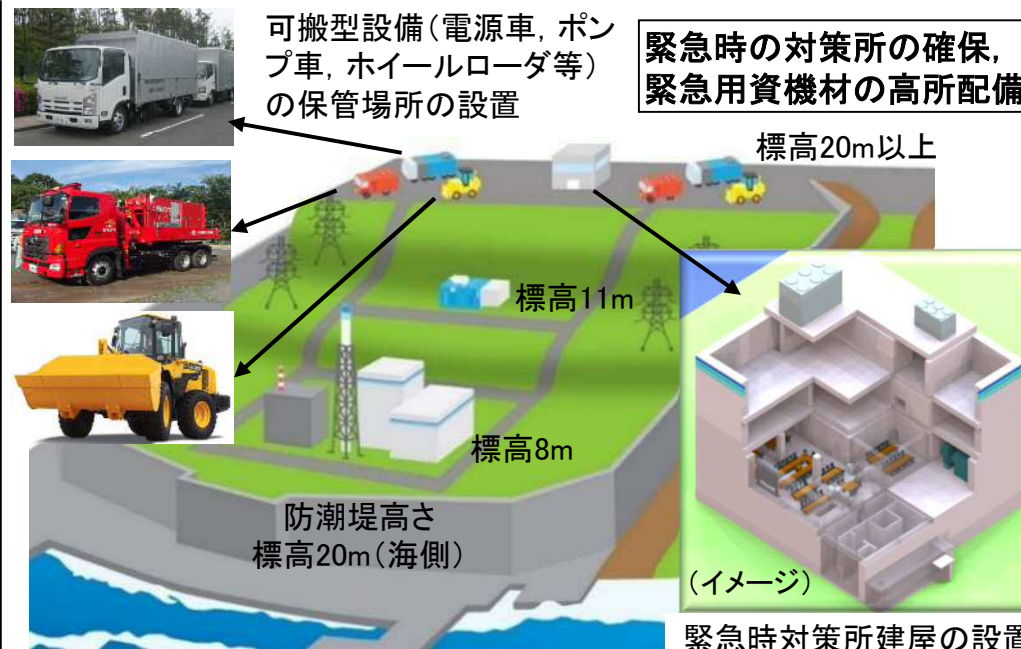 可搬型設備（電源車，ポン
プ車，ホイールローダ等）
の保管場所の設置
緊急時の対策所の確保，
緊急用資機材の高所配備
標高20m以上
標高11m
標高8m
防潮堤高さ
標高20m（海側）
（イメージ）
緊急時対策所建屋の設置